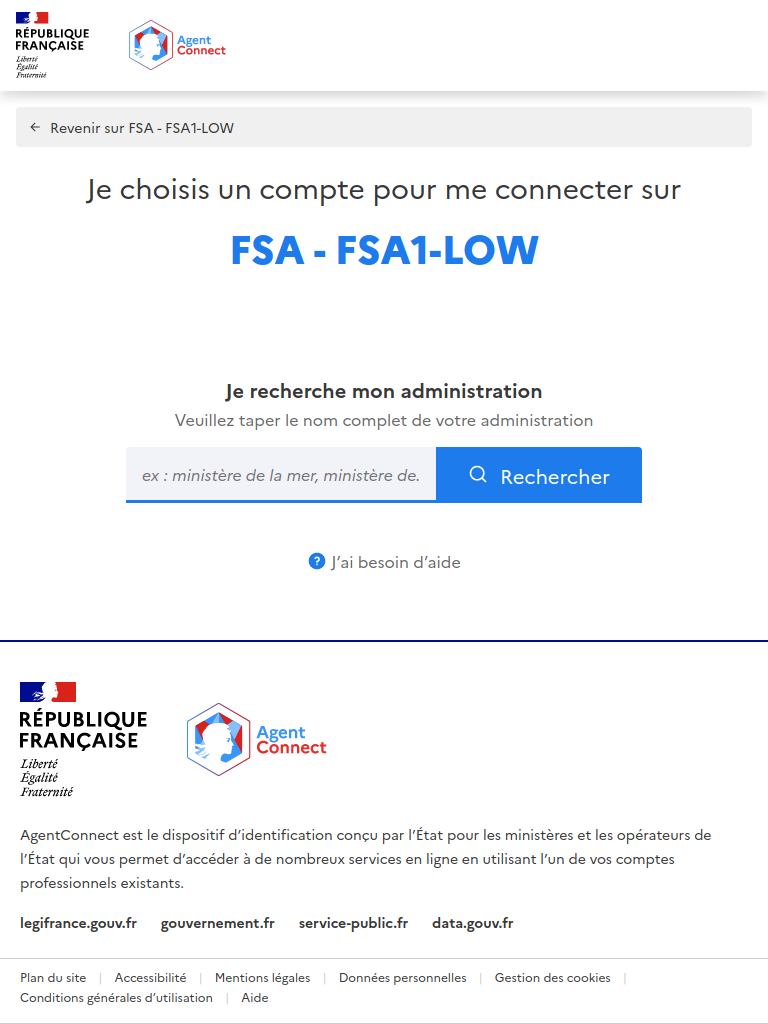 RÉPUBLIQUE
FRANÇAISE
Liberté
Égalité
Fraternité
Agent
Connect
Revenir sur FSA - FSA1-LOW
Je choisis un compte pour me connecter sur
FSA - FSA1-LOW
Je recherche mon administration
Veuillez taper le nom complet de votre administration
ex : ministère de la mer, ministère de.
Rechercher
? J’ai besoin d’aide
RÉPUBLIQUE
FRANÇAISE
Liberté
Égalité
Fraternité
Agent
Connect
AgentConnect est le dispositif d’identification conçu par l’État pour les ministères et les opérateurs de
l’État qui vous permet d’accéder à de nombreux services en ligne en utilisant l’un de vos comptes
professionnels existants.
legifrance.gouv.fr gouvernement.fr service-public.fr data.gouv.fr
Plan du site | Accessibilité | Mentions légales | Données personnelles | Gestion des cookies |
Conditions générales d’utilisation | Aide